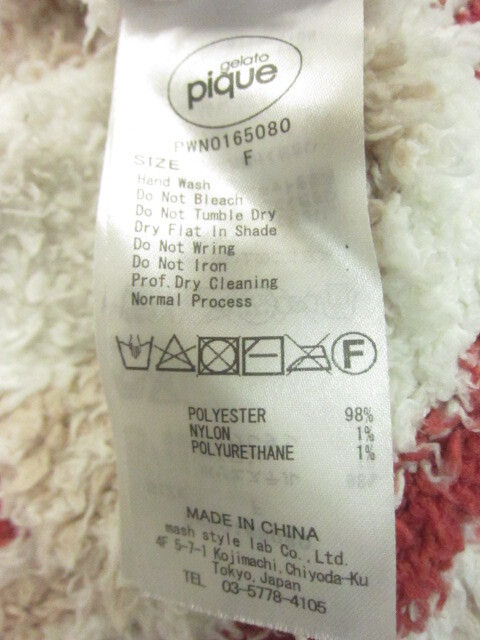 gelato
pique
PWN0165080
SIZE F
Hand Wash
Do Not Bleach
Do Not Tumble Dry
Dry Flat In Shade
Do Not Wring
Do Not Iron
Prof.Dry Cleaning
Normal Process
F
POLYESTER 98%
NYLON 1%
POLYURETHANE 1%
MADE IN CHINA
mash style lab Co.,Ltd.
4F 5-7-1 Kojimachi,Chiyoda-Ku
Tokyo,Japan
TEL 03-5778-4105